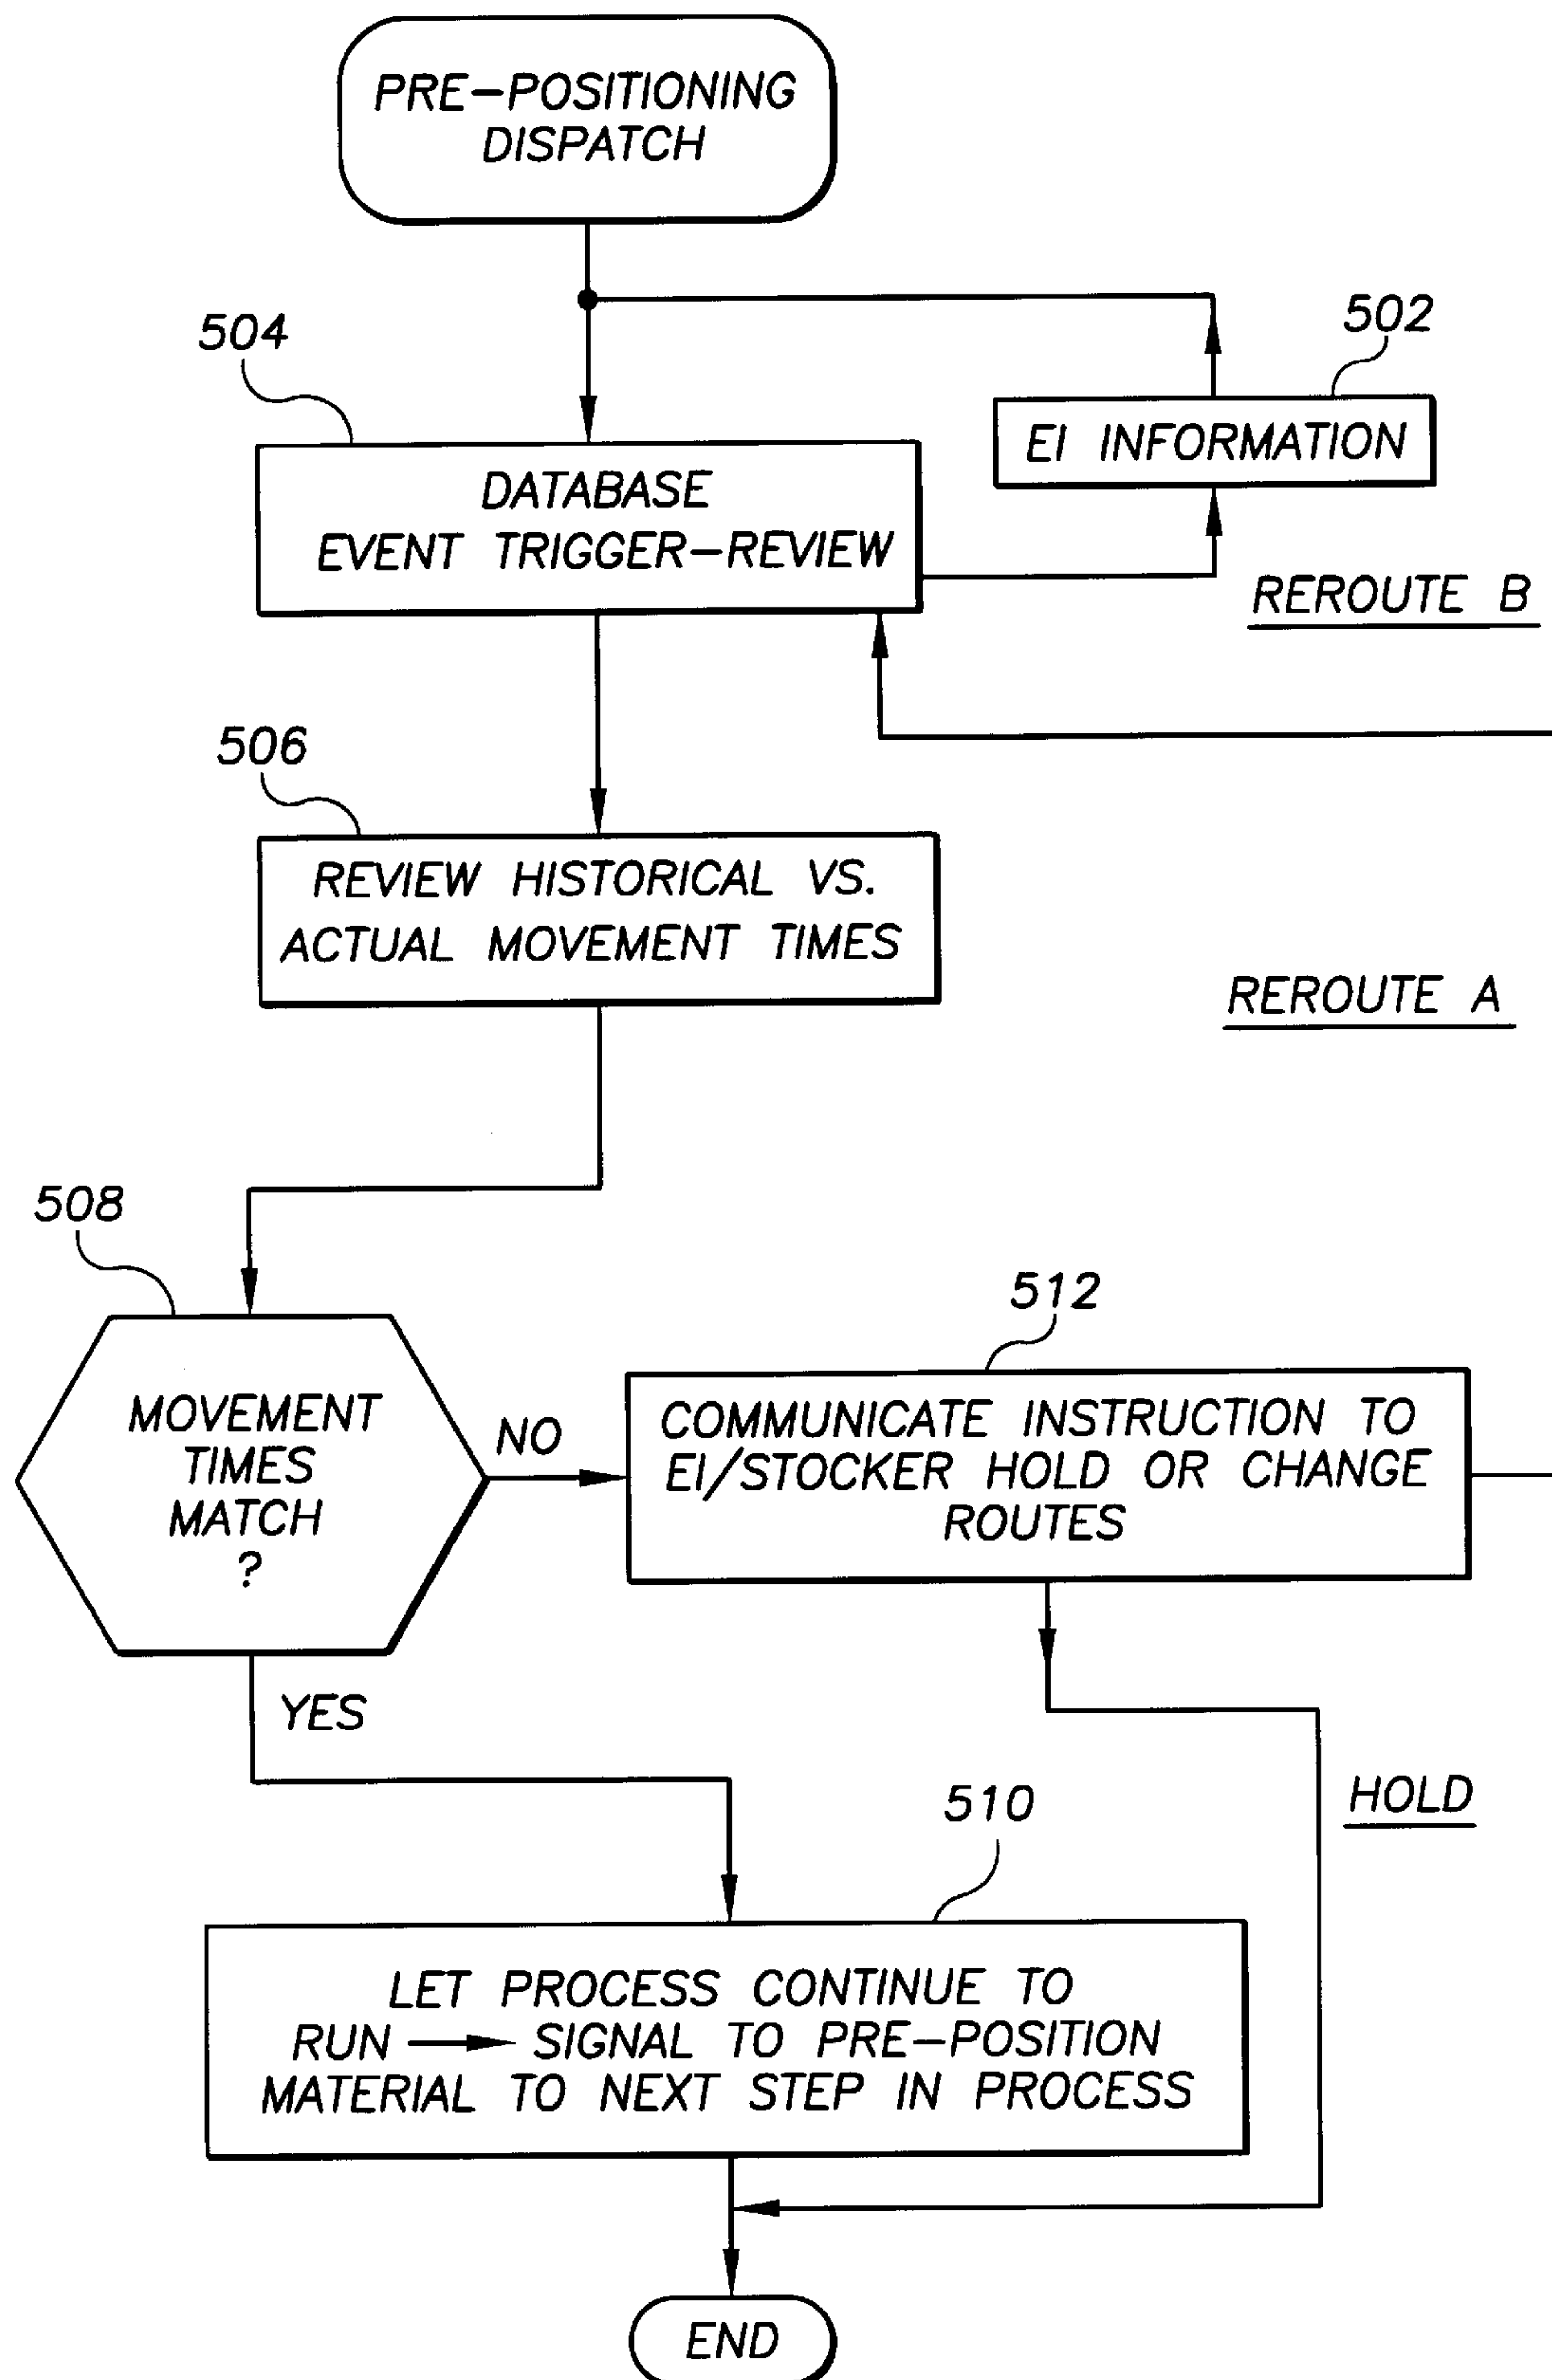 PRE-POSITIONING
DISPATCH
504
502
EI INFORMATION
DATABASE
EVENT TRIGGER-REVIEW
REROUTE B
506
REVIEW HISTORICAL VS.
ACTUAL MOVEMENT TIMES
REROUTE A
508
512
MOVEMENT
TIMES
MATCH
?
NO
COMMUNICATE INSTRUCTION TO
EI/STOCKER HOLD OR CHANGE
ROUTES
YES
HOLD
510
LET PROCESS CONTINUE TO
RUN → SIGNAL TO PRE-POSITION
MATERIAL TO NEXT STEP IN PROCESS
END